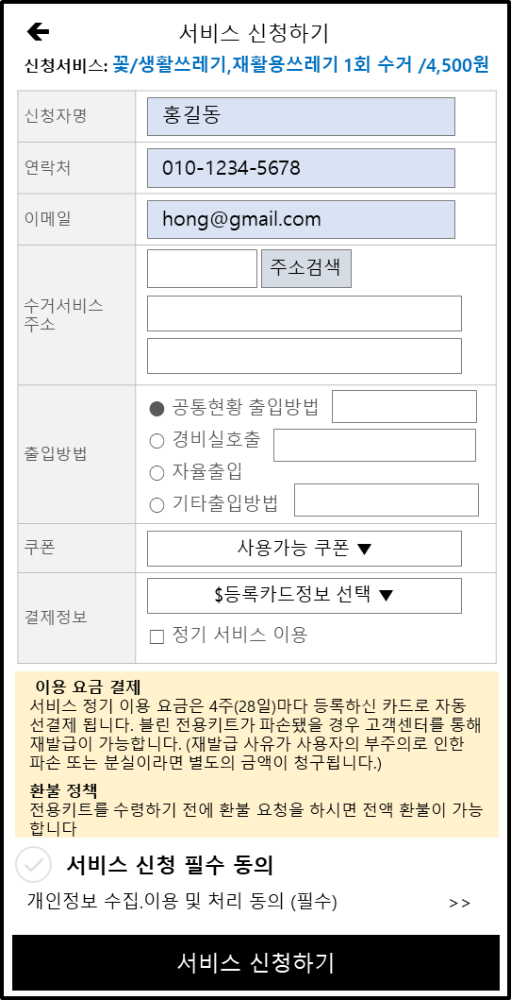 서비스 신청하기
신청서비스: 꽃/생활쓰레기,재활용쓰레기 1회 수거 /4,500원
신청자명 홍길동
연락처 010-1234-5678
이메일 hong@gmail.com
주소검색
수거서비스
주소
공통현황 출입방법
경비실호출
출입방법
자율출입
기타출입방법
쿠폰 사용가능 쿠폰 ▼
$등록카드정보 선택 ▼
결제정보
정기 서비스 이용
이용 요금 결제
서비스 정기 이용 요금은 4주(28일)마다 등록하신 카드로 자동
선결제 됩니다. 블린 전용키트가 파손됐을 경우 고객센터를 통해
재발급이 가능합니다. (재발급 사유가 사용자의 부주의로 인한
파손 또는 분실이라면 별도의 금액이 청구됩니다.)
환불 정책
전용키트를 수령하기 전에 환불 요청을 하시면 전액 환불이 가능
합니다
서비스 신청 필수 동의
개인정보 수집.이용 및 처리 동의 (필수) >>
서비스 신청하기